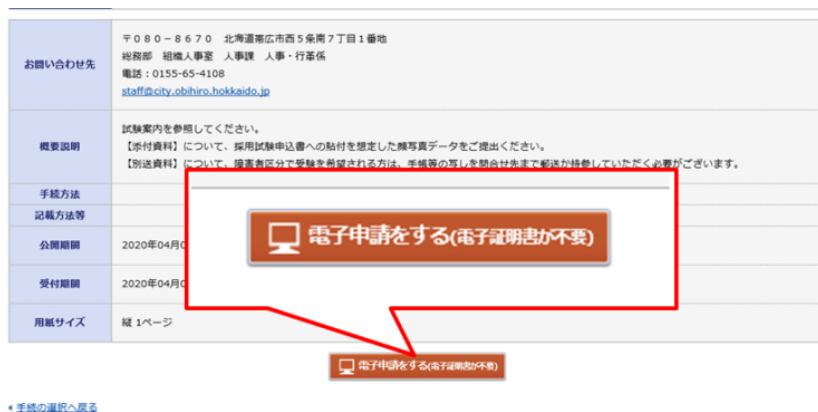 お問い合わせ先
〒080-8670 北海道帯広市西5条南7丁目1番地
総務部 組織人事室 人事課 人事・行革係
電話:0155-65-4108
staff@city.obihiro.hokkaido.jp
概要説明
試験案内を参照してください。
【添付資料】について、採用試験申込書への貼付を想定した顔写真データをご提出ください。
【別送資料】について、障害者区分で受験を希望される方は、手帳等の写しを問合せ先まで郵送か持参していただく必要がございます。
手続方法
記載方法等
公開期間
2020年04月0
受付期間
2020年04月0
用紙サイズ
縦 1ページ
電子申請をする(電子証明書が不要)
電子申請をする(電子証明書が不要)
手続の選択へ戻る